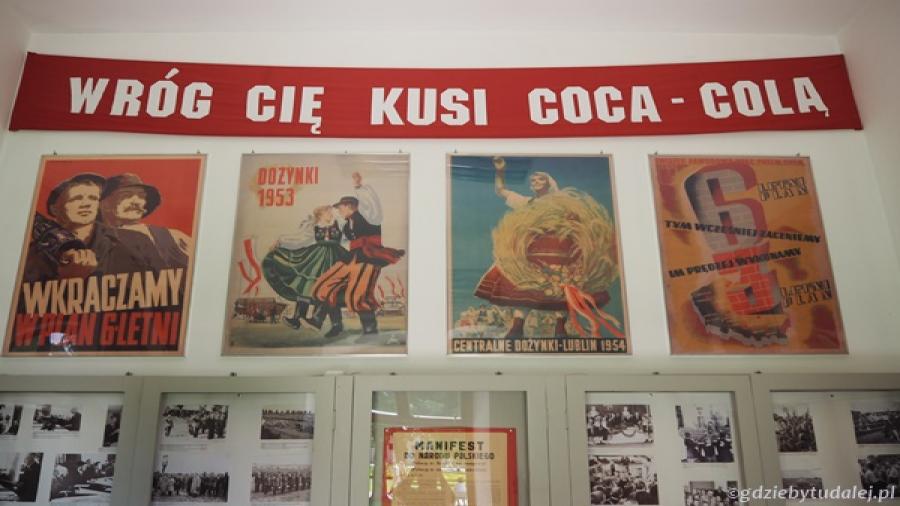 WRÓG CIĘ KUSI COCA-COLĄ
WKRACZAMY
W PLAN 6LETNI
DOŻYNKI
1953
CENTRALNE DOŻYNKI-LUBLIN 1954
6
LETNI
PLAN
TYM WCZEŚNIEJ ZACZNIEMY
IM PRĘDZEJ WYKONAMY
3
LETNI
PLAN
MANIFEST
DO NARODU POLSKIEGO
©gdziebytudalej.pl